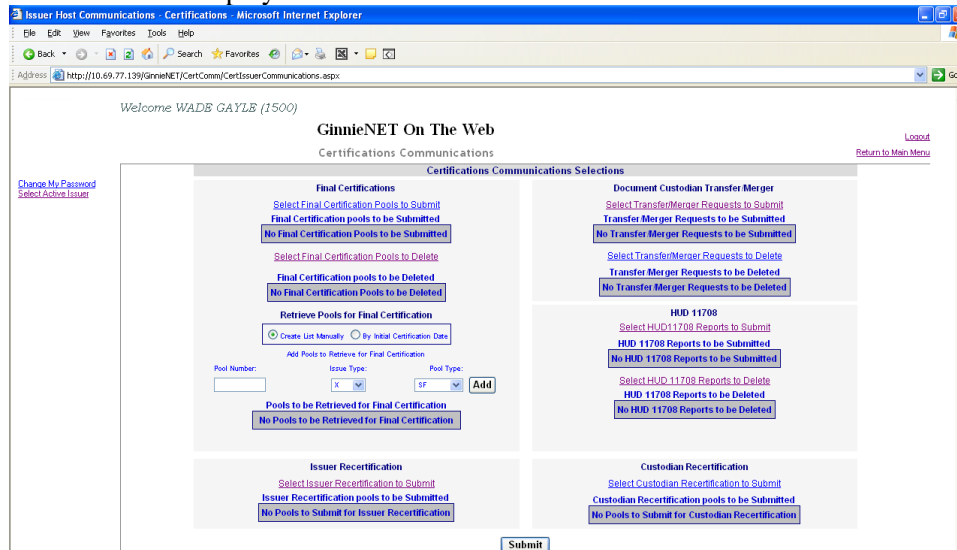 Issuer Host Communications - Certifications - Microsoft Internet Explorer
File Edit View Favorites Tools Help
Back Search Favorites
Address http://10.69.77.139/GinnieNET/CertComm/CertIssuerCommunications.aspx
Welcome WADE GAYLE (1500)
GinnieNET On The Web
Logout
Certifications Communications
Return to Main Menu
Certifications Communications Selections
Change My Password
Select Active Issuer
Final Certifications
Select Final Certification Pools to Submit
Final Certification pools to be Submitted
No Final Certification Pools to be Submitted
Select Final Certification Pools to Delete
Final Certification pools to be Deleted
No Final Certification Pools to be Deleted
Retrieve Pools for Final Certification
Create List Manually By Initial Certification Date
Add Pools to Retrieve for Final Certification
Pool Number: Issue Type: Pool Type:
X SF Add
Pools to be Retrieved for Final Certification
No Pools to be Retrieved for Final Certification
Document Custodian Transfer/Merger
Select Transfer/Merger Requests to Submit
Transfer/Merger Requests to be Submitted
No Transfer/Merger Requests to be Submitted
Select Transfer/Merger Requests to Delete
Transfer/Merger Requests to be Deleted
No Transfer/Merger Requests to be Deleted
HUD 11708
Select HUD11708 Reports to Submit
HUD 11708 Reports to be Submitted
No HUD 11708 Reports to be Submitted
Select HUD 11708 Reports to Delete
HUD 11708 Reports to be Deleted
No HUD 11708 Reports to be Deleted
Issuer Recertification
Select Issuer Recertification to Submit
Issuer Recertification pools to be Submitted
No Pools to Submit for Issuer Recertification
Custodian Recertification
Select Custodian Recertification to Submit
Custodian Recertification pools to be Submitted
No Pools to Submit for Custodian Recertification
Submit